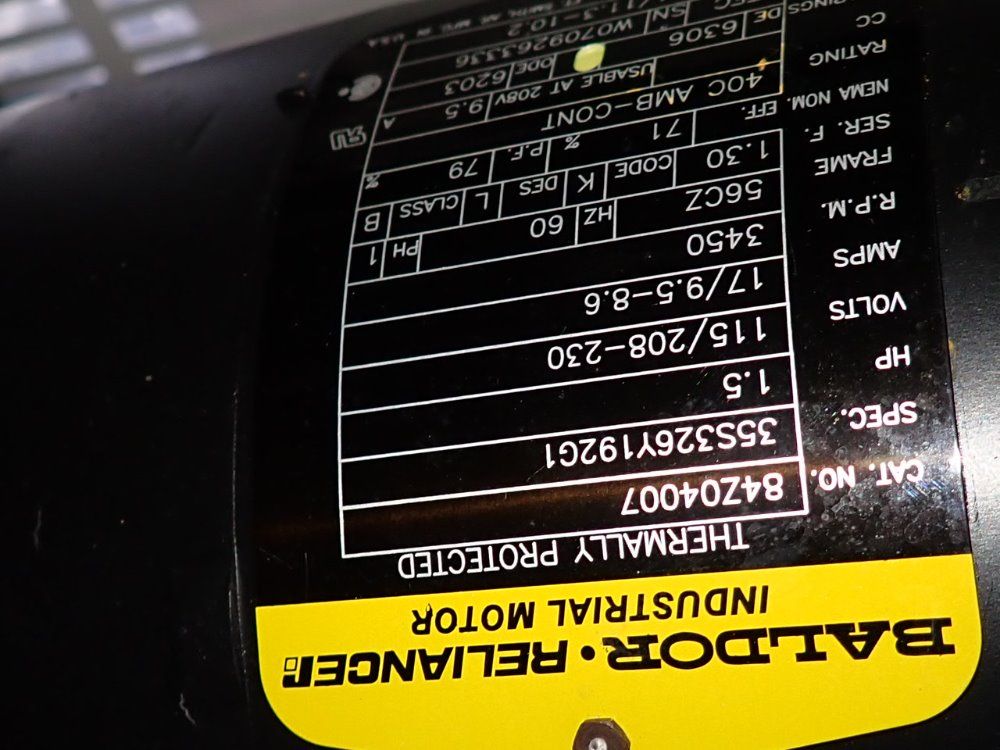 BALDOR • RELIANCER
INDUSTRIAL MOTOR
THERMALLY PROTECTED
CAT. NO. 84Z04007
SPEC. 35S326Y192G1
HP 1.5
VOLTS 115/208-230
AMPS 17/9.5-8.6
R.P.M. 3450
FRAME 56CZ HZ 60 PH 1
SER. F. 1.30 CODE K DES L CLASS B
NEMA NOM. EFF. 71 % P.F. 79 %
RATING 40C AMB-CONT
CC USABLE AT 208V 9.5 A
DE 6306 ODE 6203
SN W0709263336